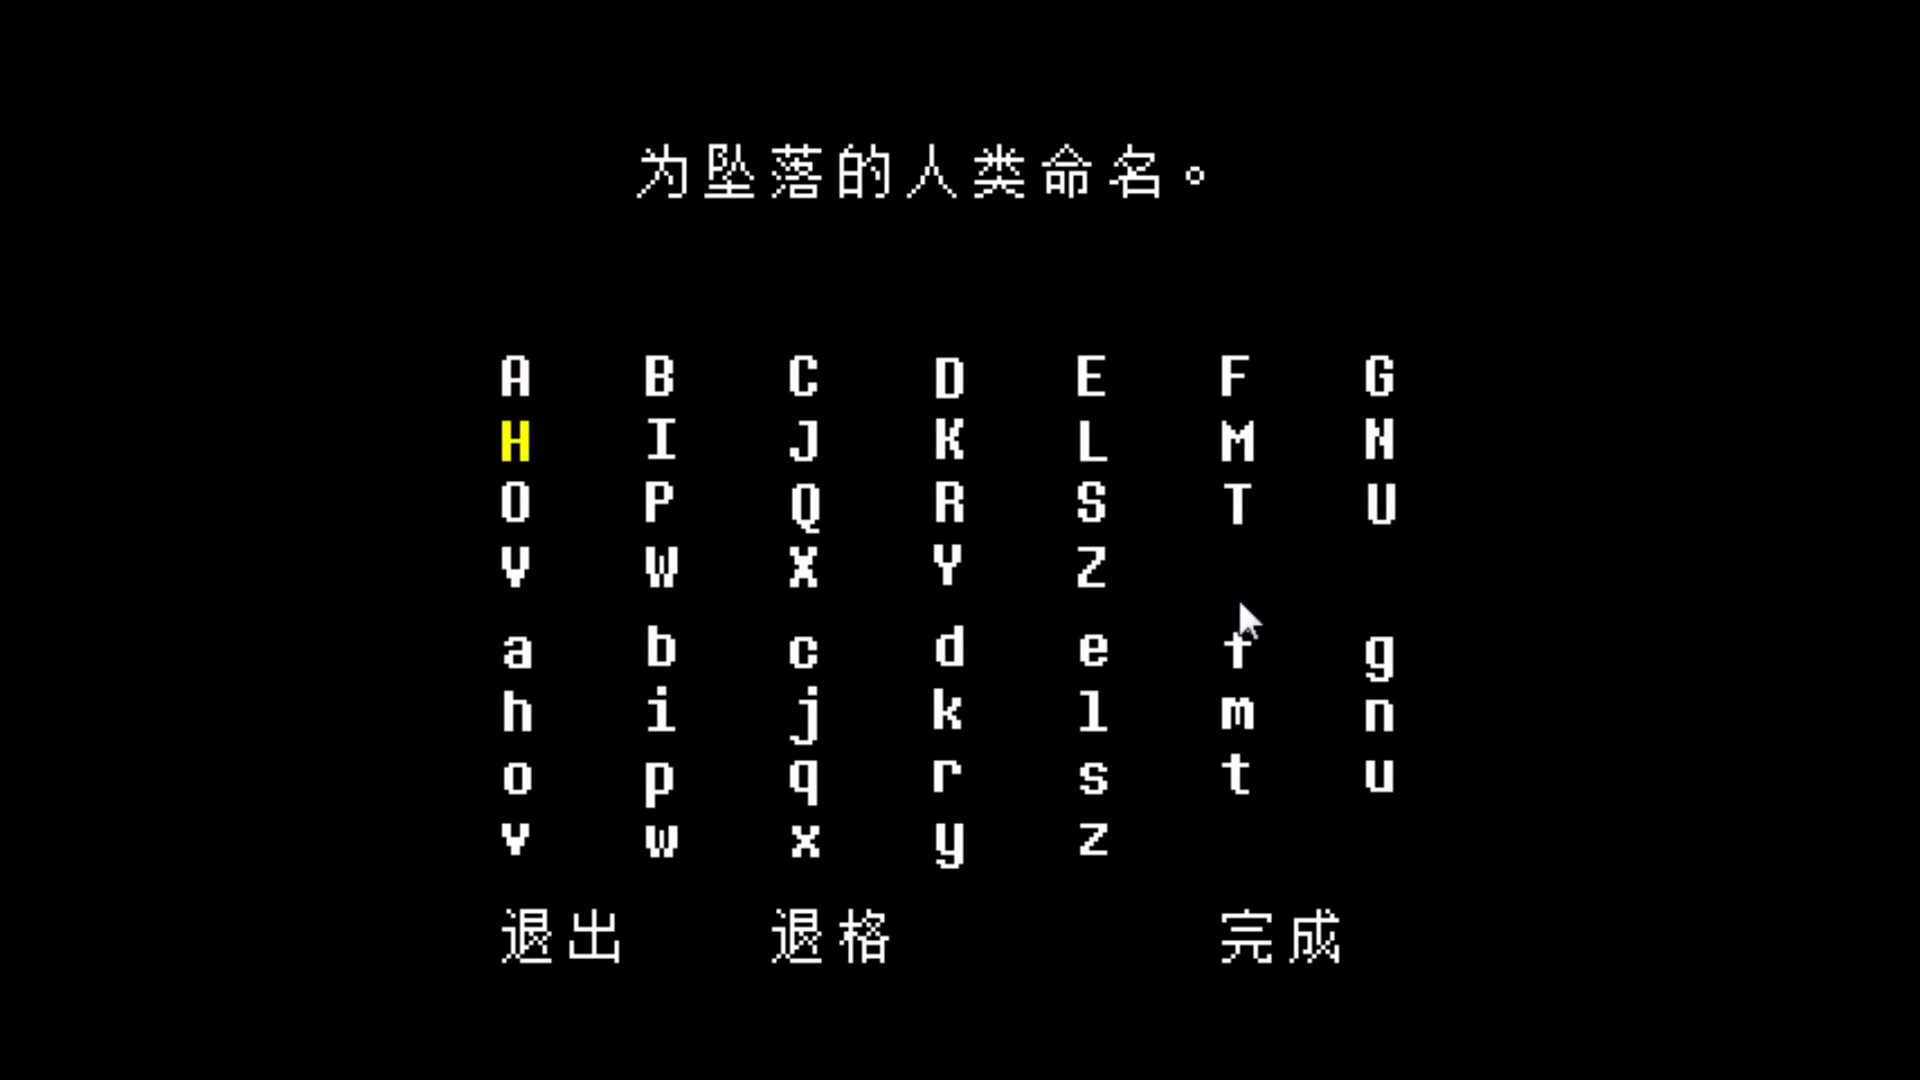 为坠落的人类命名。
A B C D E F G
H I J K L M N
O P Q R S T U
V W X Y Z
a b c d e f g
h i j k l m n
o p q r s t u
v w x y z
退出 退格 完成